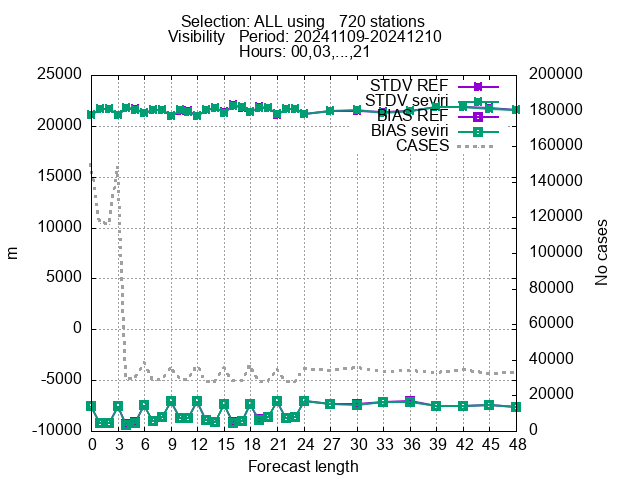 Selection: ALL using   720 stations
Visibility   Period: 20241109-20241210
Hours: 00,03,...,21
25000
20000
15000
10000
5000
0
-5000
-10000
m
200000
180000
160000
140000
120000
100000
80000
60000
40000
20000
0
No cases
STDV REF
STDV seviri
BIAS REF
BIAS seviri
CASES
0 3 6 9 12 15 18 21 24 27 30 33 36 39 42 45 48
Forecast length